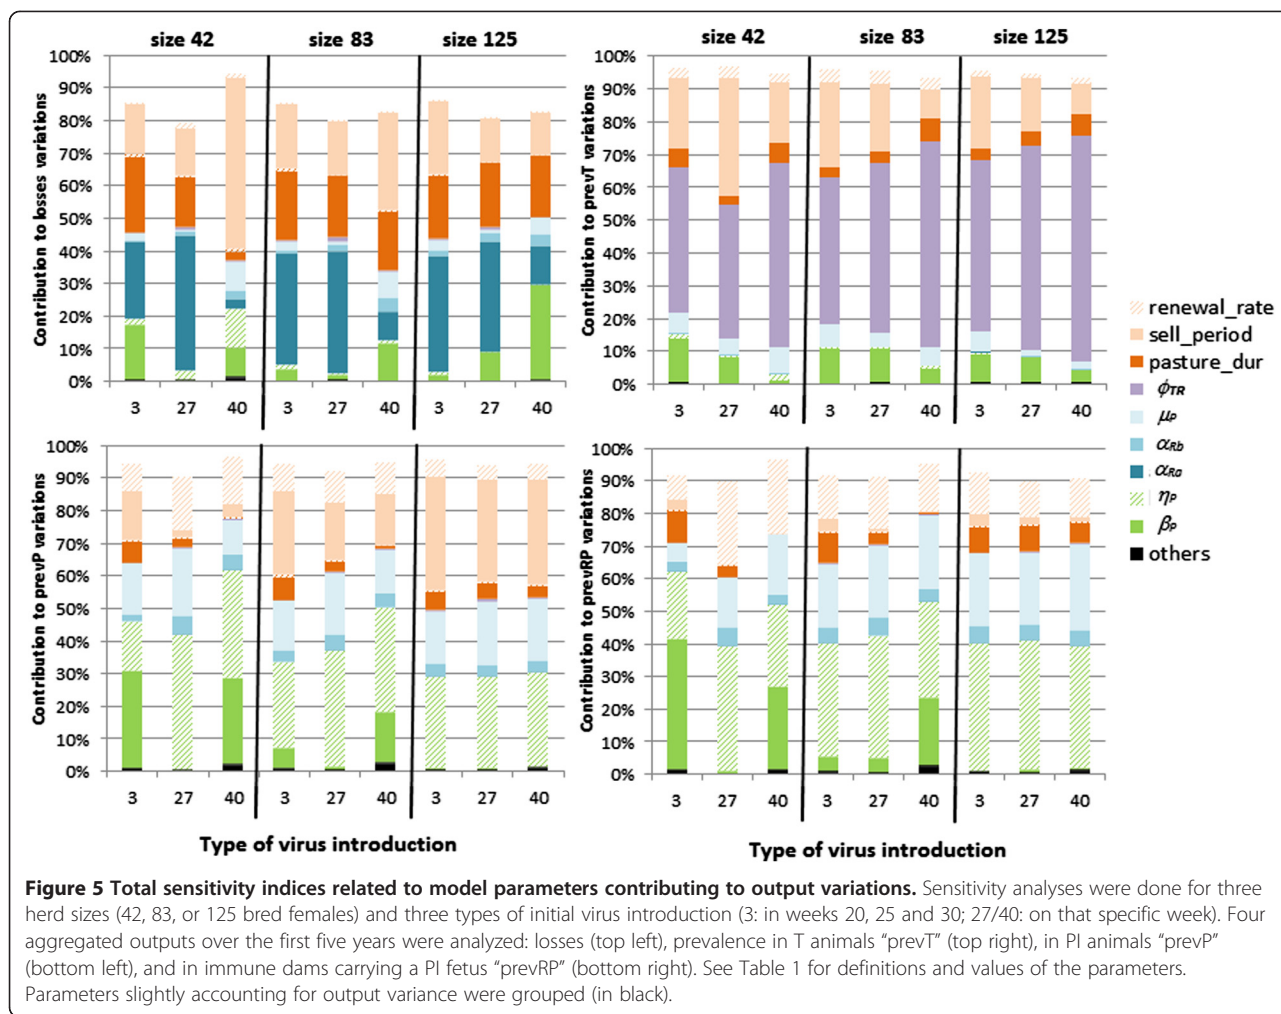 size 42 size 83 size 125
Contribution to losses variations
100%
90%
80%
70%
60%
50%
40%
30%
20%
10%
0%
3 27 40 3 27 40 3 27 40
size 42 size 83 size 125
Contribution to prevT variations
100%
90%
80%
70%
60%
50%
40%
30%
20%
10%
0%
3 27 40 3 27 40 3 27 40
renewal_rate
sell_period
pasture_dur
ϕTR
μP
αRb
αRa
ηP
βP
others
Contribution to prevP variations
100%
90%
80%
70%
60%
50%
40%
30%
20%
10%
0%
3 27 40 3 27 40 3 27 40
Type of virus introduction
Contribution to prevRP variations
100%
90%
80%
70%
60%
50%
40%
30%
20%
10%
0%
3 27 40 3 27 40 3 27 40
Type of virus introduction
Figure 5 Total sensitivity indices related to model parameters contributing to output variations. Sensitivity analyses were done for three
herd sizes (42, 83, or 125 bred females) and three types of initial virus introduction (3: in weeks 20, 25 and 30; 27/40: on that specific week). Four
aggregated outputs over the first five years were analyzed: losses (top left), prevalence in T animals “prevT” (top right), in PI animals “prevP”
(bottom left), and in immune dams carrying a PI fetus “prevRP” (bottom right). See Table 1 for definitions and values of the parameters.
Parameters slightly accounting for output variance were grouped (in black).